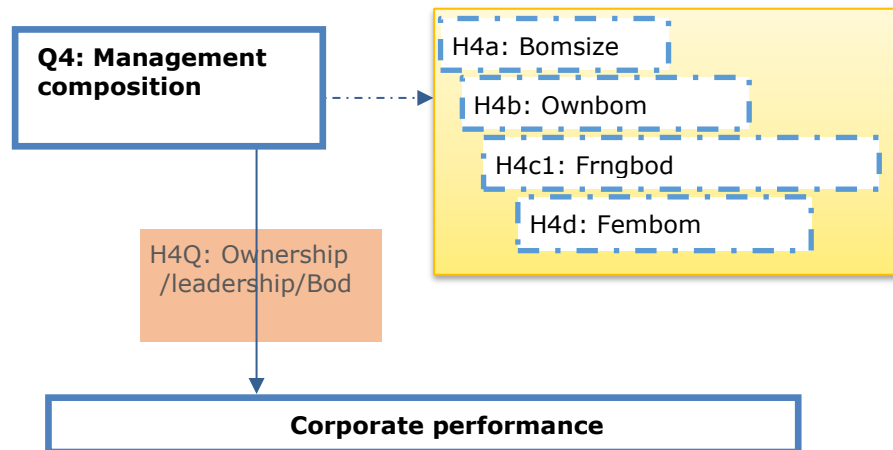 Q4: Management
composition
H4a: Bomsize
H4b: Ownbom
H4c1: Frngbod
H4d: Fembom
H4Q: Ownership
/leadership/Bod
Corporate performance